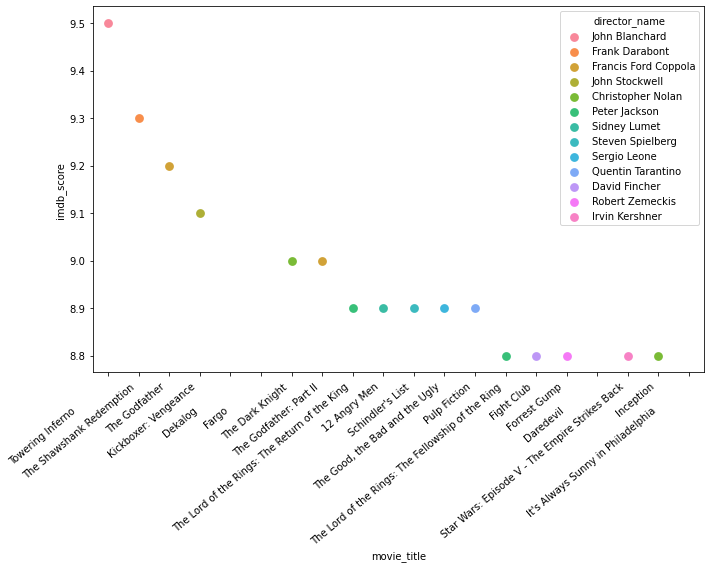 director_name
John Blanchard
Frank Darabont
Francis Ford Coppola
John Stockwell
Christopher Nolan
Peter Jackson
Sidney Lumet
Steven Spielberg
Sergio Leone
Quentin Tarantino
David Fincher
Robert Zemeckis
Irvin Kershner
9.5
9.4
9.3
9.2
9.1
9.0
8.9
8.8
imdb_score
Towering Inferno
The Shawshank Redemption
The Godfather
Kickboxer: Vengeance
Dekalog
Fargo
The Dark Knight
The Godfather: Part II
The Lord of the Rings: The Return of the King
12 Angry Men
Schindler's List
The Good, the Bad and the Ugly
Pulp Fiction
The Lord of the Rings: The Fellowship of the Ring
Fight Club
Forrest Gump
Daredevil
Star Wars: Episode V - The Empire Strikes Back
Inception
It's Always Sunny in Philadelphia
movie_title